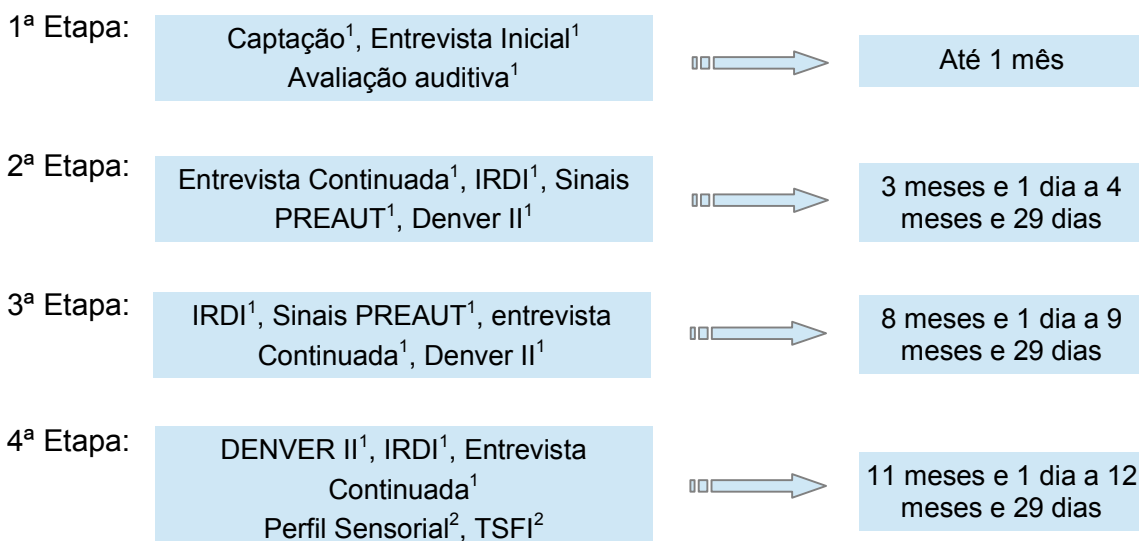 1ª Etapa:
Captação¹, Entrevista Inicial¹
Avaliação auditiva¹
Até 1 mês
2ª Etapa:
Entrevista Continuada¹, IRDI¹, Sinais
PREAUT¹, Denver II¹
3 meses e 1 dia a 4
meses e 29 dias
3ª Etapa:
IRDI¹, Sinais PREAUT¹, entrevista
Continuada¹, Denver II¹
8 meses e 1 dia a 9
meses e 29 dias
4ª Etapa:
DENVER II¹, IRDI¹, Entrevista
Continuada¹
Perfil Sensorial², TSFI²
11 meses e 1 dia a 12
meses e 29 dias